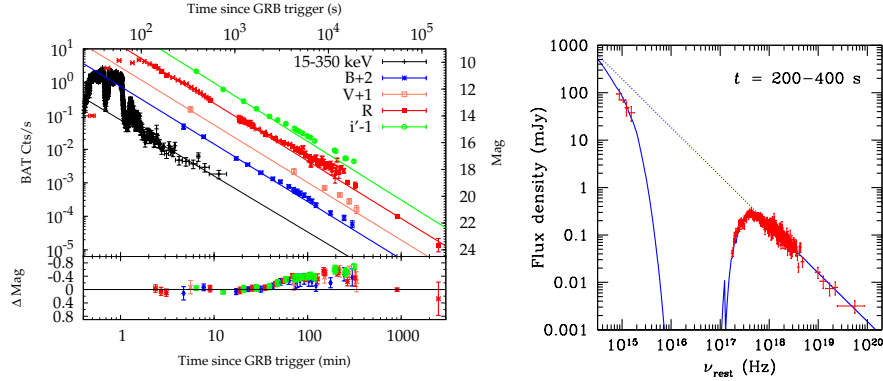 Time since GRB trigger (s)
10² 10³ 10⁴ 10⁵
10¹
10⁰
10⁻¹
10⁻²
10⁻³
10⁻⁴
10⁻⁵
BAT Cts/s
15-350 keV
B+2
V+1
R
i'-1
10
12
14
16
18
20
22
24
Mag
-0.8
-0.4
0
0.4
0.8
Δ Mag
1 10 100 1000
Time since GRB trigger (min)
1000
100
10
1
0.1
0.01
0.001
Flux density (mJy)
t = 200-400 s
10¹⁵ 10¹⁶ 10¹⁷ 10¹⁸ 10¹⁹ 10²⁰
ν_rest (Hz)